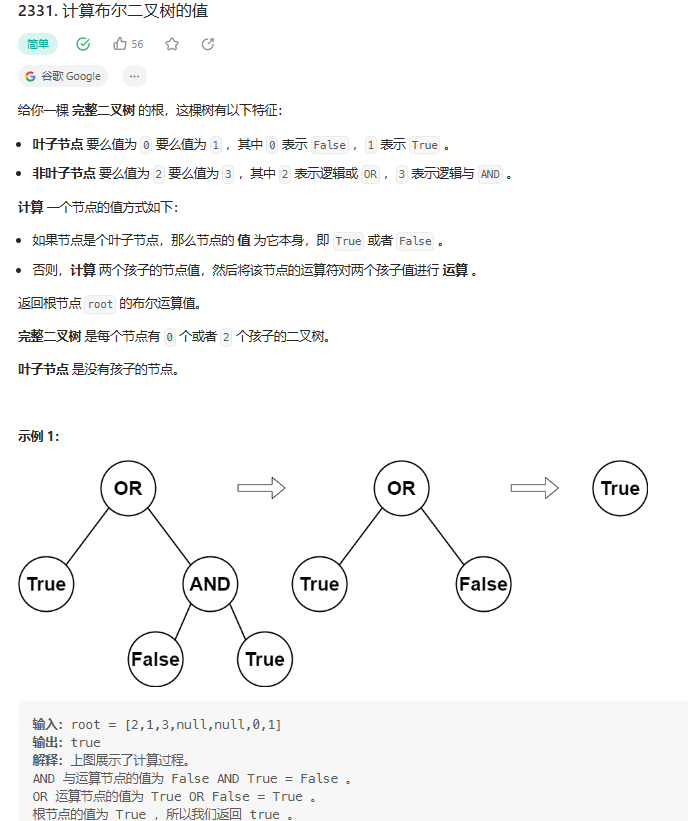 2331. 计算布尔二叉树的值
简单 56
谷歌 Google ...
给你一棵 完整二叉树 的根，这棵树有以下特征：
• 叶子节点 要么值为 0 要么值为 1 ，其中 0 表示 False ，1 表示 True 。
• 非叶子节点 要么值为 2 要么值为 3 ，其中 2 表示逻辑或 OR ，3 表示逻辑与 AND 。
计算 一个节点的值方式如下：
• 如果节点是个叶子节点，那么节点的 值 为它本身，即 True 或者 False 。
• 否则，计算 两个孩子的节点值，然后将该节点的运算符对两个孩子值进行 运算 。
返回根节点 root 的布尔运算值。
完整二叉树 是每个节点有 0 个或者 2 个孩子的二叉树。
叶子节点 是没有孩子的节点。
示例 1：
OR OR True
True AND True False
False True
输入：root = [2,1,3,null,null,0,1]
输出：true
解释：上图展示了计算过程。
AND 与运算节点的值为 False AND True = False 。
OR 运算节点的值为 True OR False = True 。
根节点的值为 True ，所以我们返回 true 。